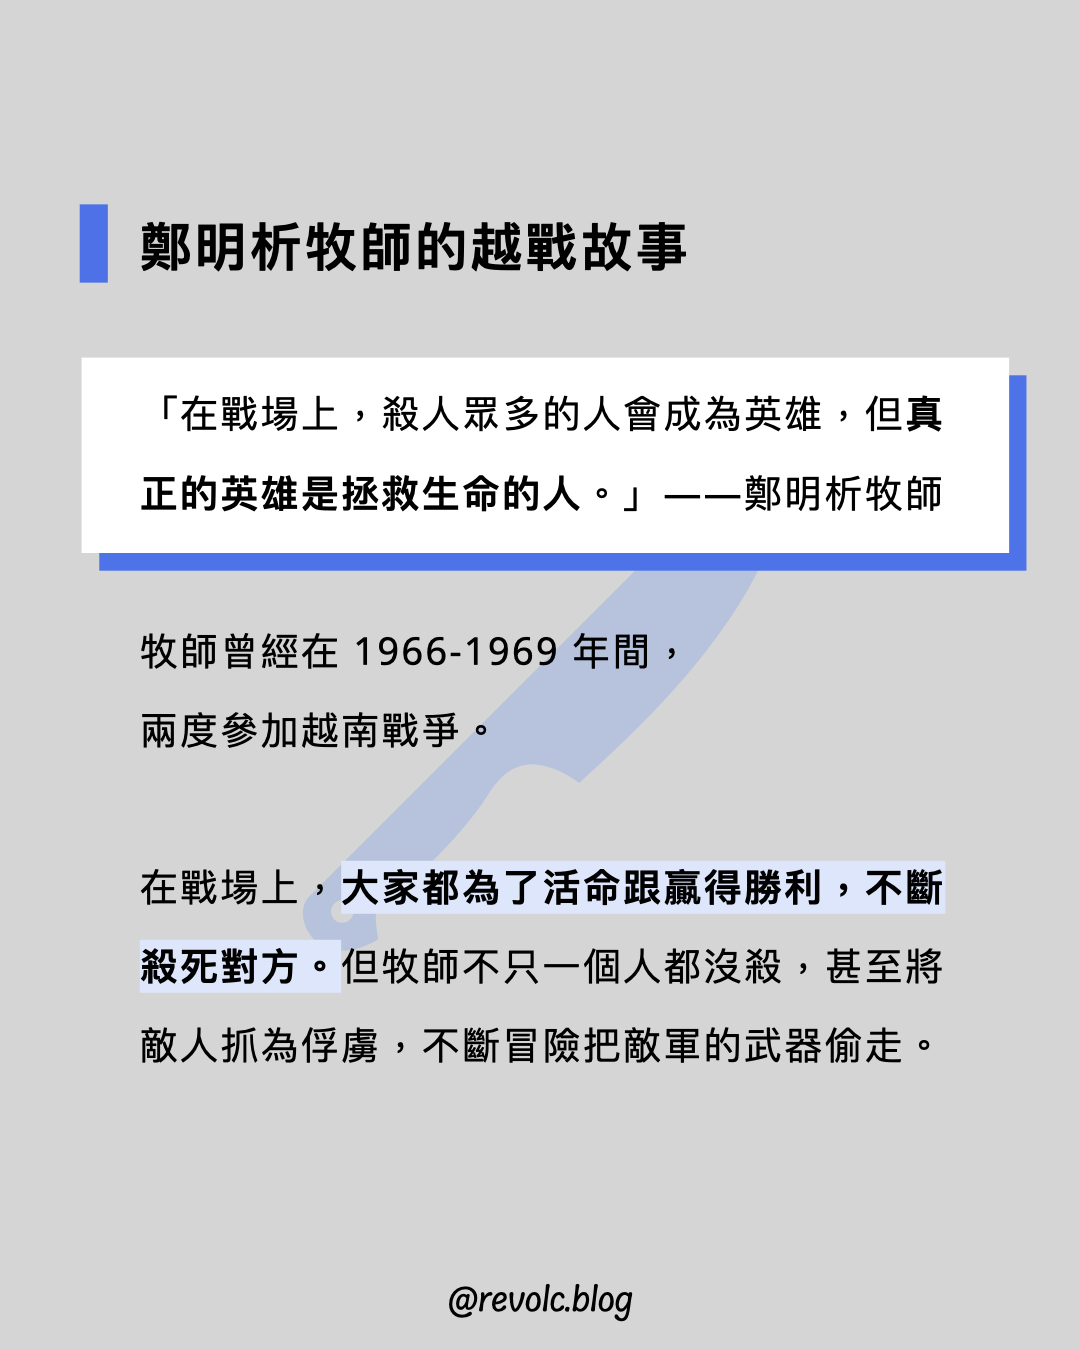 鄭明析牧師的越戰故事
「在戰場上，殺人眾多的人會成為英雄，但真
正的英雄是拯救生命的人。」——鄭明析牧師
牧師曾經在 1966-1969 年間，
兩度參加越南戰爭。
在戰場上，大家都為了活命跟贏得勝利，不斷
殺死對方。但牧師不只一個人都沒殺，甚至將
敵人抓為俘虜，不斷冒險把敵軍的武器偷走。
@revolc.blog